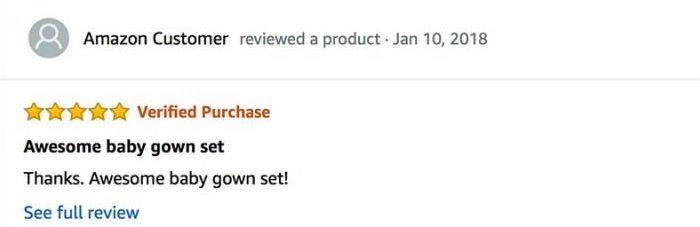 Amazon Customer reviewed a product · Jan 10, 2018
Verified Purchase
Awesome baby gown set
Thanks. Awesome baby gown set!
See full review